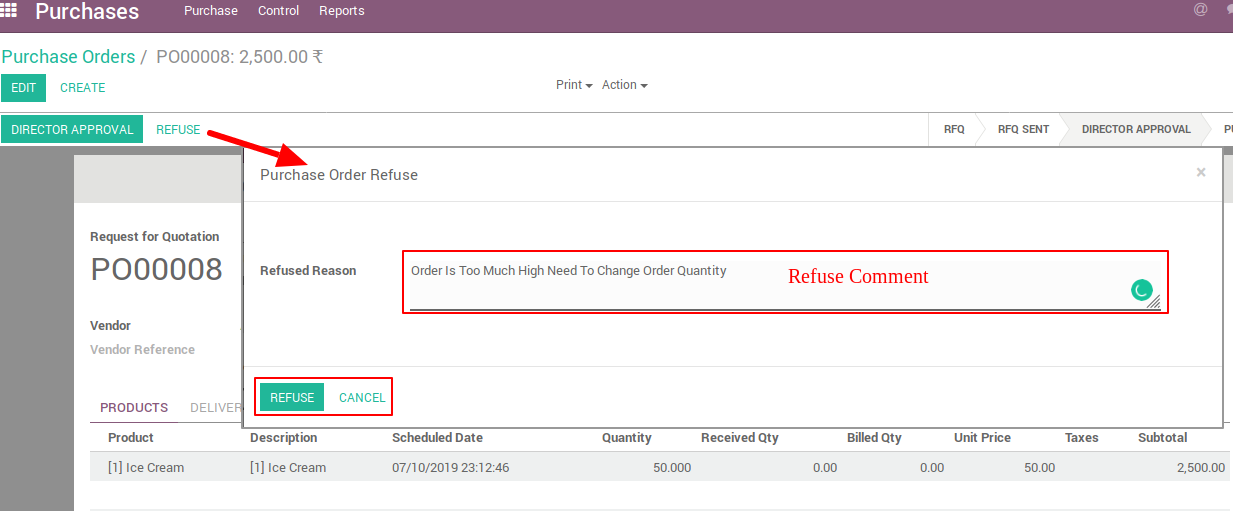 Purchases Purchase Control Reports @
Purchase Orders / PO00008: 2,500.00 ₹
EDIT CREATE Print Action
DIRECTOR APPROVAL REFUSE RFQ RFQ SENT DIRECTOR APPROVAL
Purchase Order Refuse ×
Request for Quotation
PO00008
Refused Reason Order Is Too Much High Need To Change Order Quantity Refuse Comment
Vendor
Vendor Reference
REFUSE CANCEL
PRODUCTS DELIVER
Product Description Scheduled Date Quantity Received Qty Billed Qty Unit Price Taxes Subtotal
[1] Ice Cream [1] Ice Cream 07/10/2019 23:12:46 50.000 0.00 0.00 50.00 2,500.00